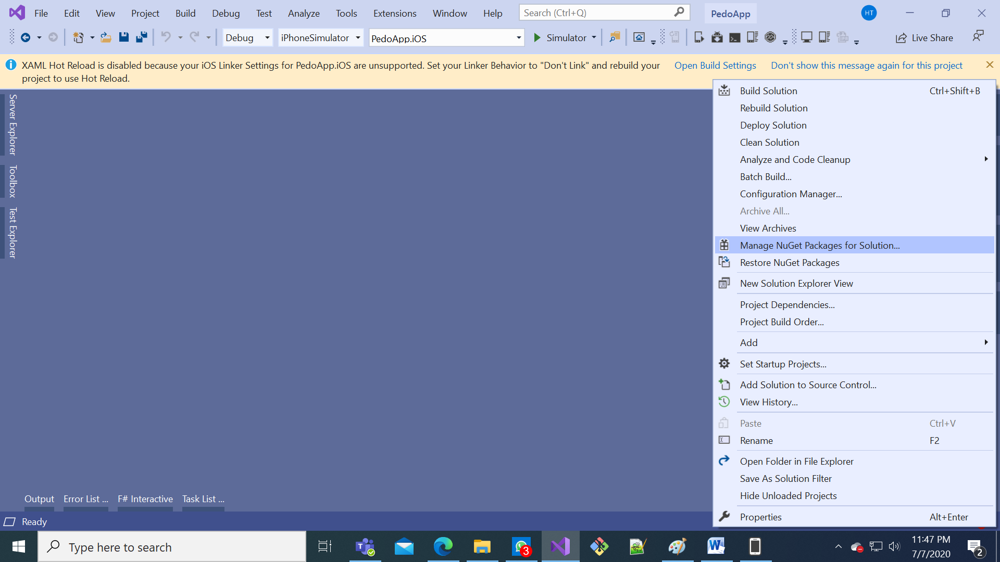 File Edit View Project Build Debug Test Analyze Tools Extensions Window Help Search (Ctrl+Q) PedoApp HT
Debug iPhoneSimulator PedoApp.iOS Simulator Live Share
XAML Hot Reload is disabled because your iOS Linker Settings for PedoApp.iOS are unsupported. Set your Linker Behavior to "Don't Link" and rebuild your
project to use Hot Reload.
Open Build Settings Don't show this message again for this project
Server Explorer
Toolbox
Test Explorer
Build Solution Ctrl+Shift+B
Rebuild Solution
Deploy Solution
Clean Solution
Analyze and Code Cleanup
Batch Build...
Configuration Manager...
Archive All...
View Archives
Manage NuGet Packages for Solution...
Restore NuGet Packages
New Solution Explorer View
Project Dependencies...
Project Build Order...
Add
Set Startup Projects...
Add Solution to Source Control...
View History...
Paste Ctrl+V
Rename F2
Open Folder in File Explorer
Save As Solution Filter
Hide Unloaded Projects
Properties Alt+Enter
Output Error List ... F# Interactive Task List ...
Ready
Type here to search
3
11:47 PM
7/7/2020
2